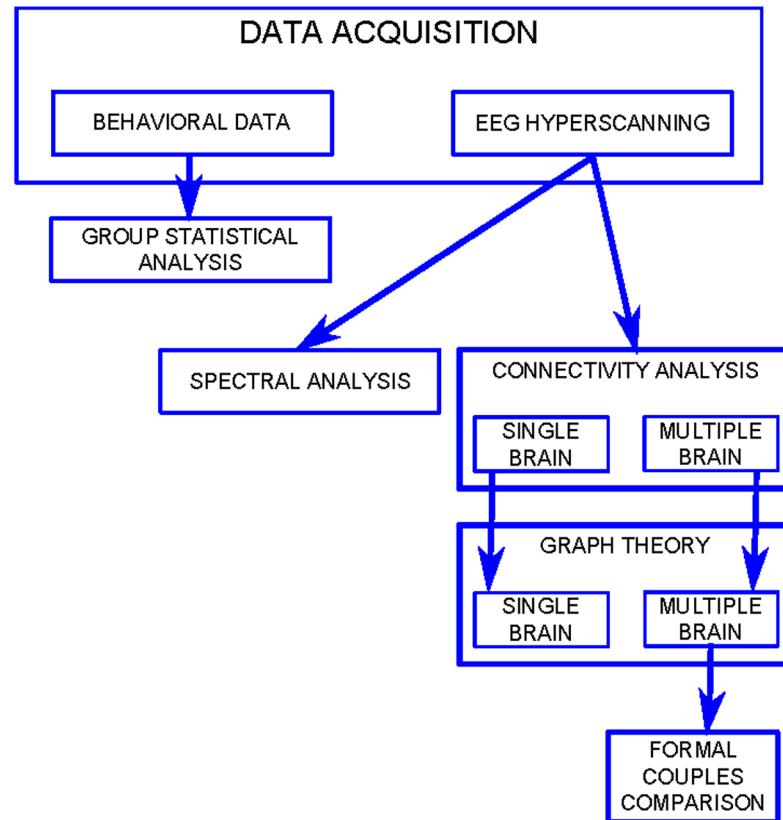 DATA ACQUISITION
BEHAVIORAL DATA
EEG HYPERSCANNING
GROUP STATISTICAL
ANALYSIS
SPECTRAL ANALYSIS
CONNECTIVITY ANALYSIS
SINGLE
BRAIN
MULTIPLE
BRAIN
GRAPH THEORY
SINGLE
BRAIN
MULTIPLE
BRAIN
FORMAL
COUPLES
COMPARISON